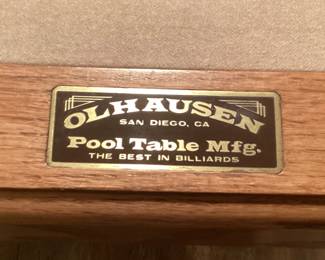 OLHAUSEN
SAN DIEGO, CA
Pool Table Mfg.
THE BEST IN BILLIARDS